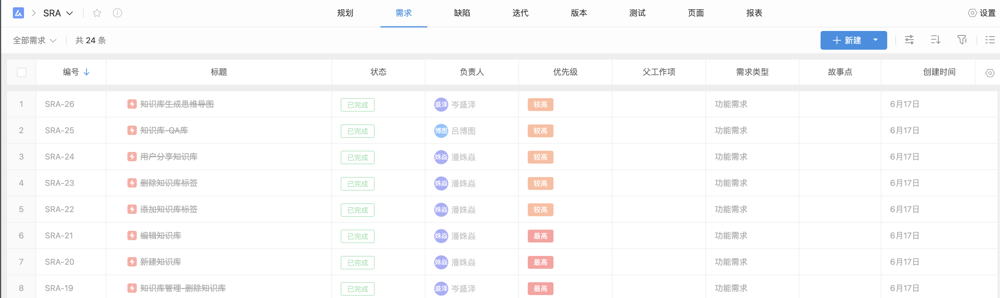 SRA 规划 需求 缺陷 迭代 版本 测试 页面 报表 设置
全部需求 共 24 条 新建
编号 标题 状态 负责人 优先级 父工作项 需求类型 故事点 创建时间
1 SRA-26 知识库生成思维导图 已完成 盛泽 岑盛泽 较高 功能需求 6月17日
2 SRA-25 知识库-QA库 已完成 博图 吕博图 较高 功能需求 6月17日
3 SRA-24 用户分享知识库 已完成 姝焱 潘姝焱 较高 功能需求 6月17日
4 SRA-23 删除知识库标签 已完成 姝焱 潘姝焱 较高 功能需求 6月17日
5 SRA-22 添加知识库标签 已完成 姝焱 潘姝焱 较高 功能需求 6月17日
6 SRA-21 编辑知识库 已完成 姝焱 潘姝焱 最高 功能需求 6月17日
7 SRA-20 新建知识库 已完成 姝焱 潘姝焱 最高 功能需求 6月17日
8 SRA-19 知识库管理-删除知识库 已完成 盛泽 岑盛泽 最高 功能需求 6月17日